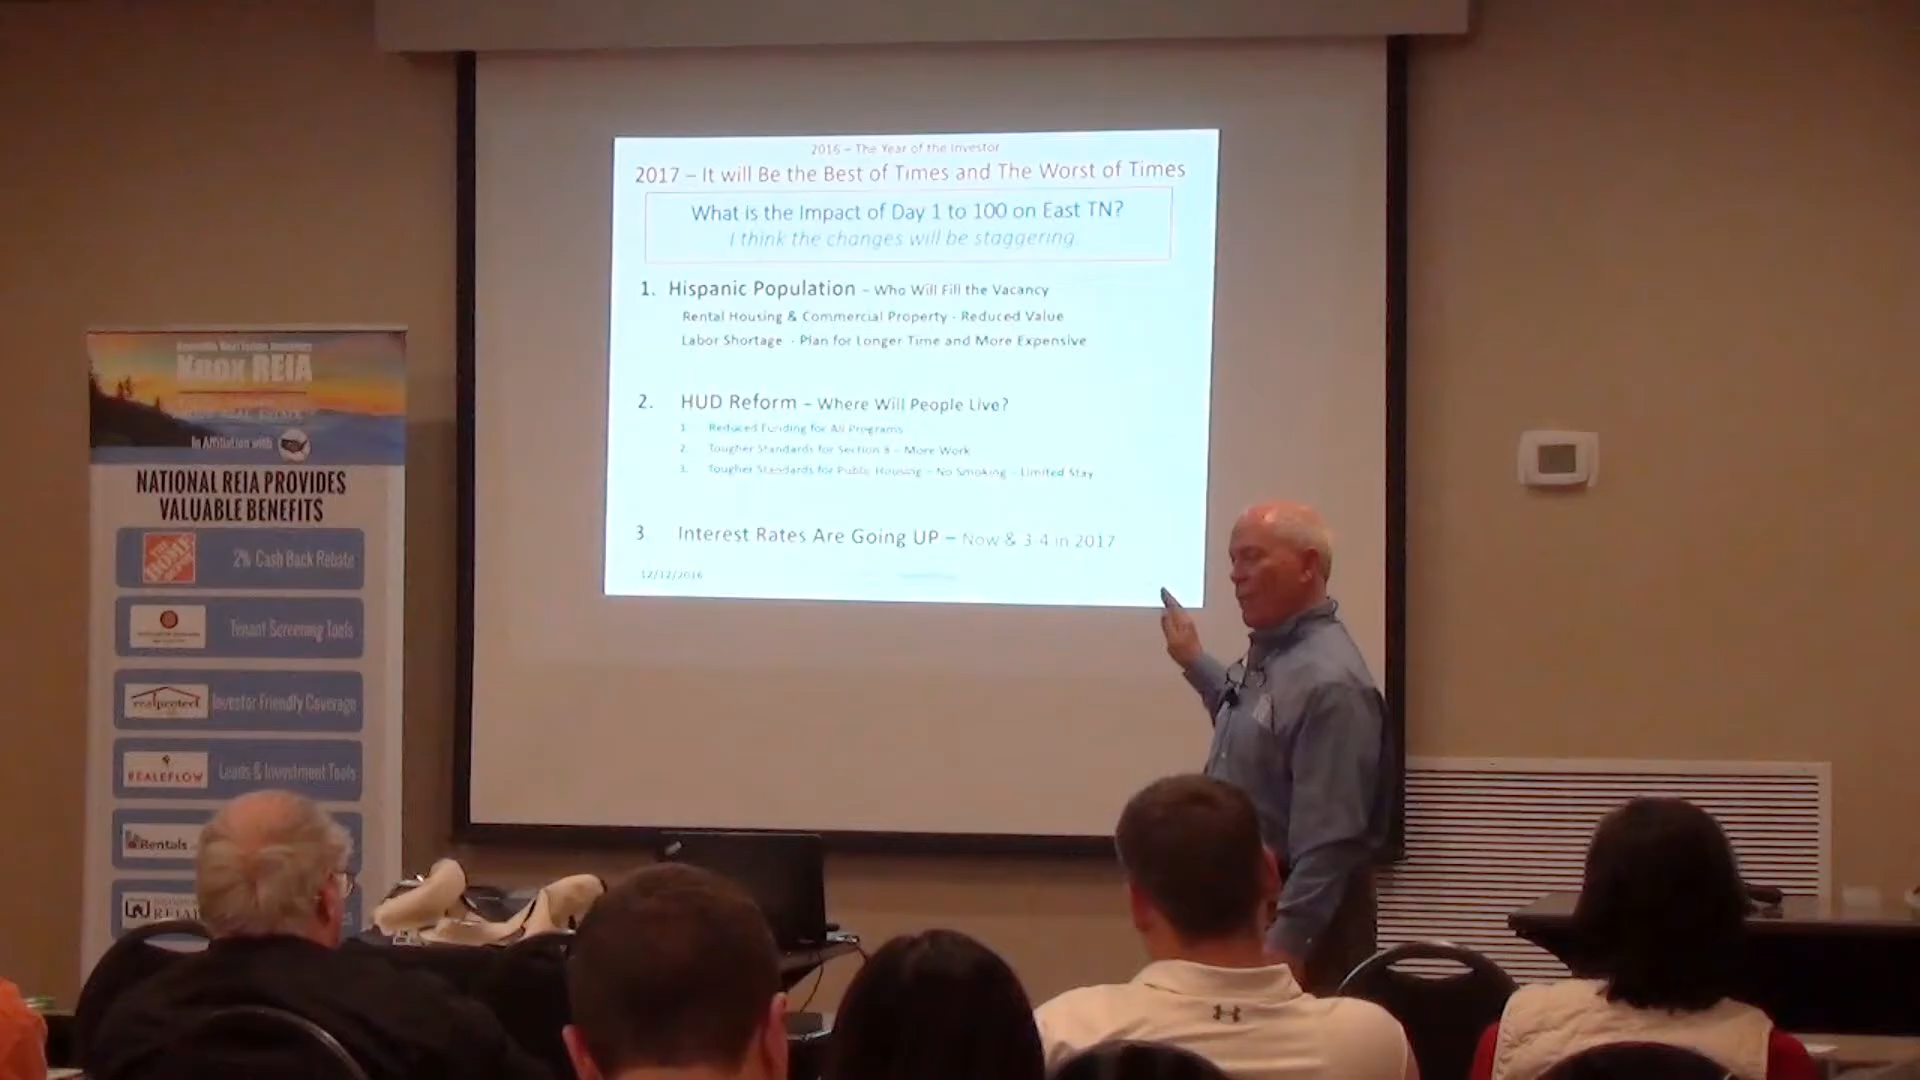 2016 – The Year of the Investor
2017 – It will Be the Best of Times and The Worst of Times
What is the Impact of Day 1 to 100 on East TN?
I think the changes will be staggering
1. Hispanic Population – Who Will Fill the Vacancy
Rental Housing & Commercial Property - Reduced Value
Labor Shortage - Plan for Longer Time and More Expensive
2. HUD Reform – Where Will People Live?
1. Reduced Funding for All Programs
2. Tougher Standards for Section 8 – More Work
3. Tougher Standards for Public Housing – No Smoking – Limited Stay
3 Interest Rates Are Going UP – Now & 3-4 in 2017
12/12/2016
Knox REIA
In Affiliation with
NATIONAL REIA PROVIDES
VALUABLE BENEFITS
THE HOME
2% Cash Back Rebate
Tenant Screening Tools
realprotect
Investor Friendly Coverage
REALEFLOW
Leads & Investment Tools
Rentals